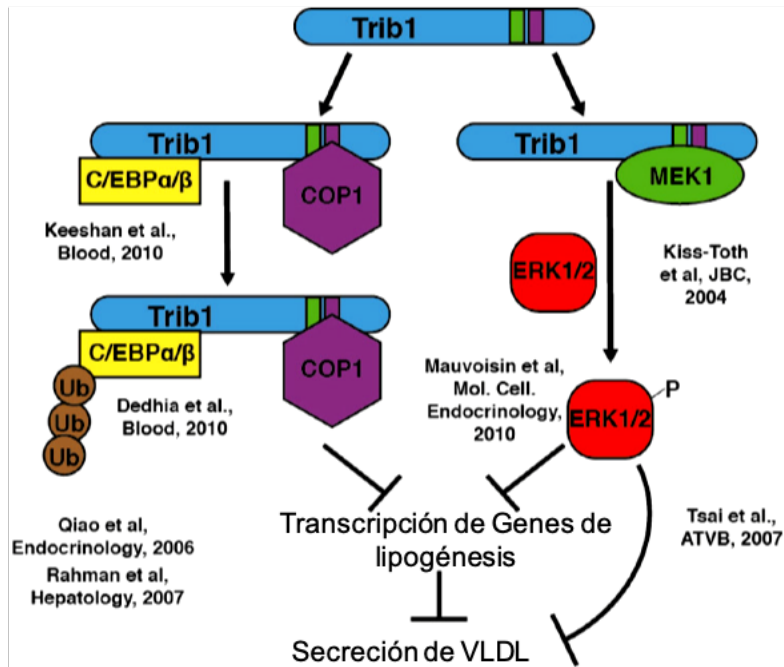 Trib1
Trib1
C/EBPα/β
COP1
Keeshan et al.,
Blood, 2010
Trib1
MEK1
ERK1/2
Kiss-Toth
et al, JBC,
2004
Trib1
C/EBPα/β
COP1
Ub
Ub
Ub
Dedhia et al.,
Blood, 2010
Mauvoisin et al,
Mol. Cell.
Endocrinology,
2010
P
ERK1/2
Qiao et al,
Endocrinology, 2006
Rahman et al,
Hepatology, 2007
Transcripción de Genes de
lipogénesis
Tsai et al.,
ATVB, 2007
Secreción de VLDL